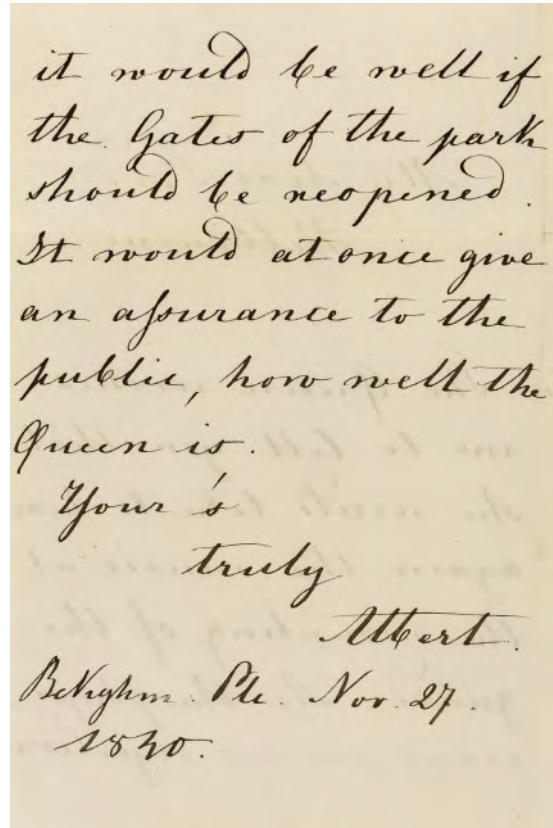 it would be well if
the Gates of the park
should be reopened.
It would at once give
an assurance to the
public, how well the
Queen is.
Your's
truly
Albert.
Bckghm. Plc. Nov. 27.
1840.